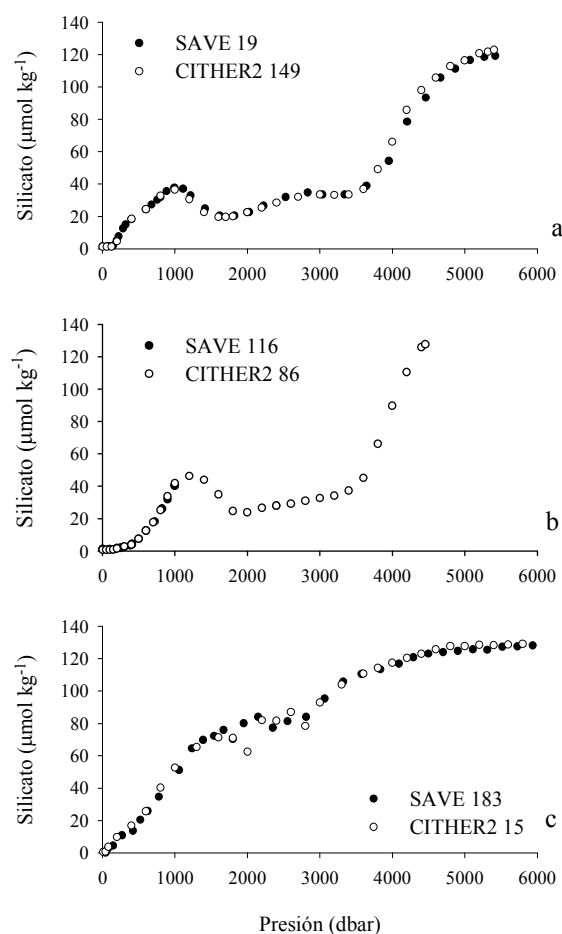 140
120
100
80
60
40
20
0
Silicato (µmol kg-1)
SAVE 19
CITHER2 149
a
0 1000 2000 3000 4000 5000 6000
140
120
100
80
60
40
20
0
Silicato (µmol kg-1)
SAVE 116
CITHER2 86
b
0 1000 2000 3000 4000 5000 6000
140
120
100
80
60
40
20
0
Silicato (µmol kg-1)
SAVE 183
CITHER2 15
c
0 1000 2000 3000 4000 5000 6000
Presión (dbar)